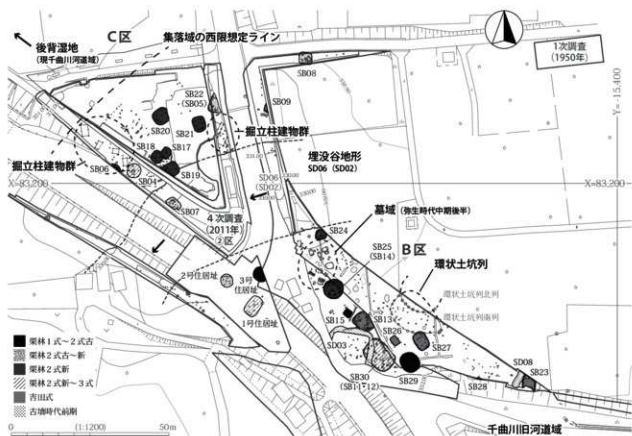 後背湿地
(現千曲川河道域)
C区
集落域の西限想定ライン
1次調査
(1950年)
Y=-15,400
SB08
SB09
SB22
(SB05)
SB20
SB21
掘立柱建物群
SB18
SB17
掘立柱建物群
SB06
SB04
SB19
埋没谷地形
SD06 (SD02)
SD06
(SD02)
X=83,200
X=83,200
SB07
4次調査
(2011年)
②区
SB24
墓域(弥生時代中期後半)
SB25
(SB14)
B区
環状土坑列
環状土坑列北列
環状土坑列南列
2号住居址
3号
住居址
1号住居址
SB15
SB13
SB26
SB27
SD03
SB30
(SB11・12)
SB29
SB28
SD08
SB23
千曲川旧河道域
栗林1式~2式古
栗林2式古~新
栗林2式新
栗林2式新~3式
吉田式
古墳時代前期
0
(1:1200)
50m